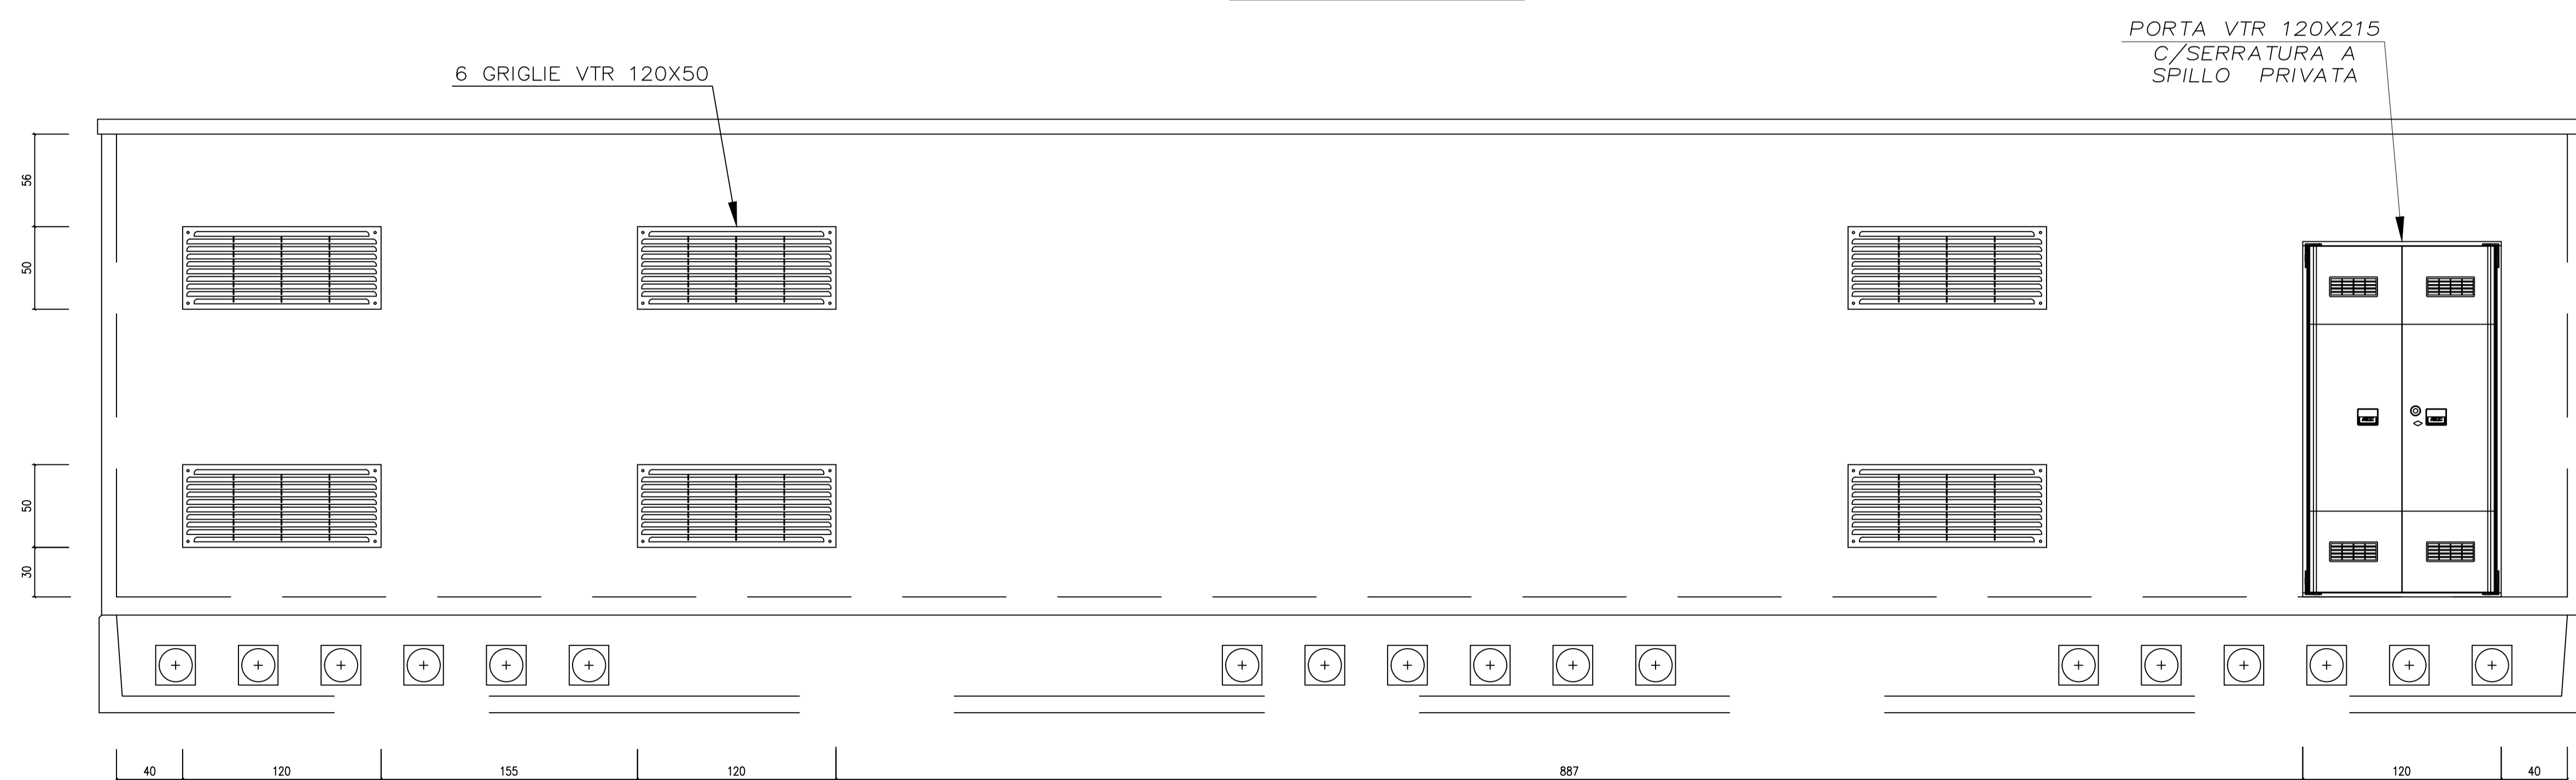 PORTA VTR 120X215
C/SERRATURA A
SPILLO PRIVATA
6 GRIGLIE VTR 120X50
56
50
50
30
40 120 155 120 887 120 40